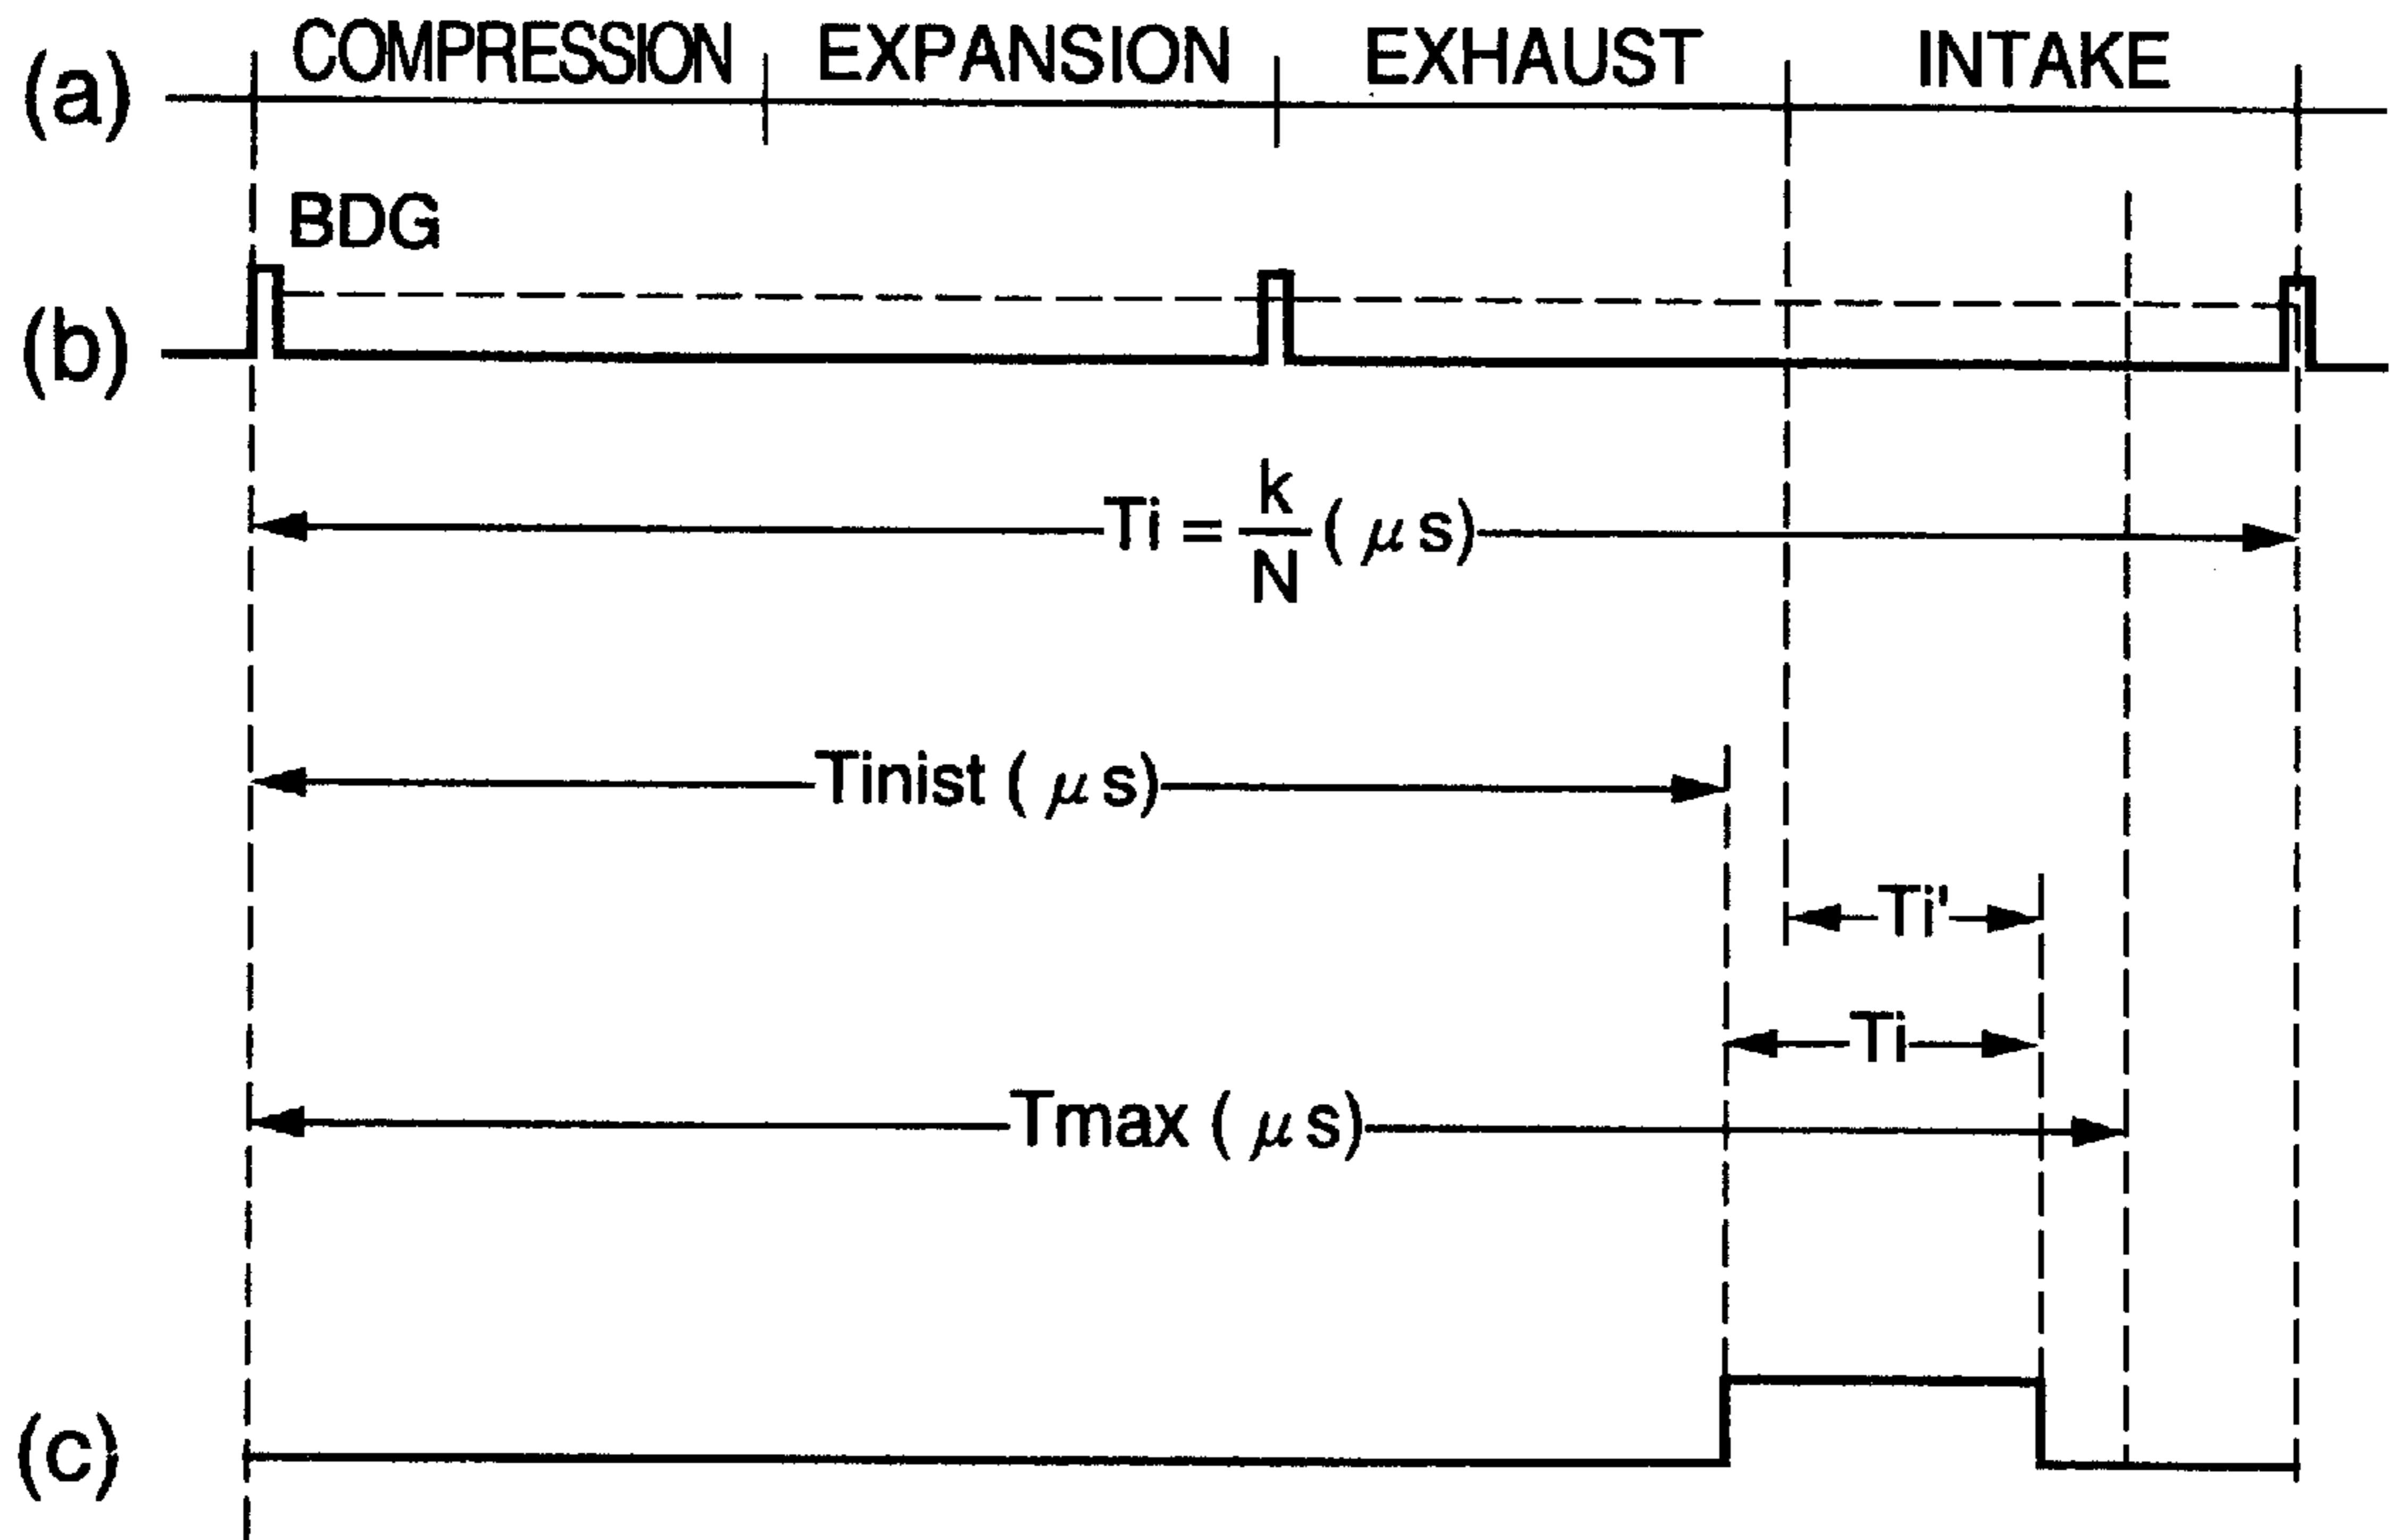 (a) COMPRESSION EXPANSION EXHAUST INTAKE
BDG
(b)
Ti = k/N (μs)
Tinist (μs)
Ti'
Ti
Tmax (μs)
(c)